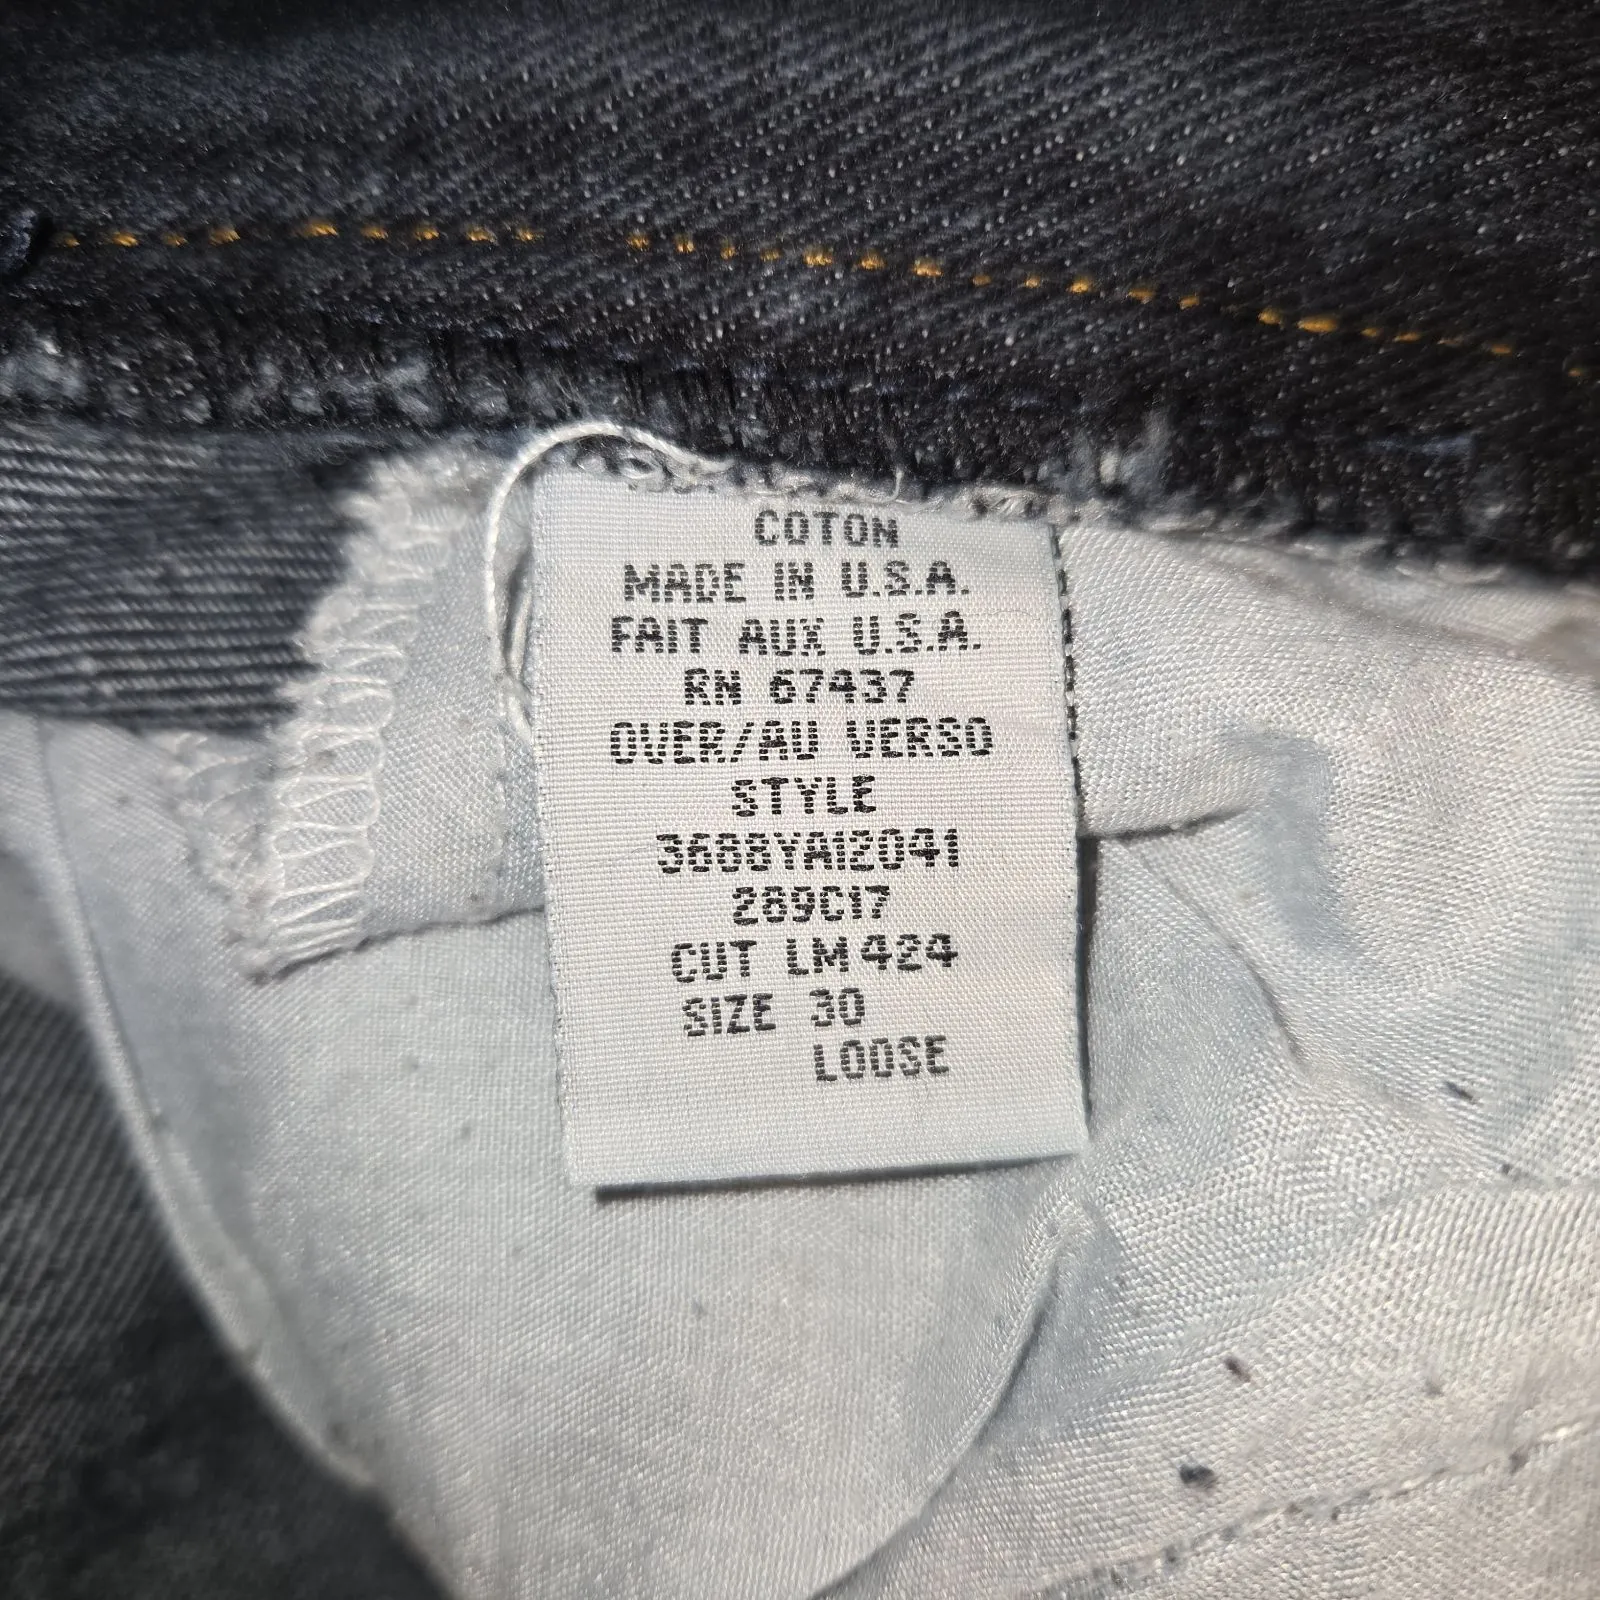 COTON
MADE IN U.S.A.
FAIT AUX U.S.A.
RN 67437
OVER/AU VERSO
STYLE
3688YA12041
289C17
CUT LM424
SIZE 30
LOOSE